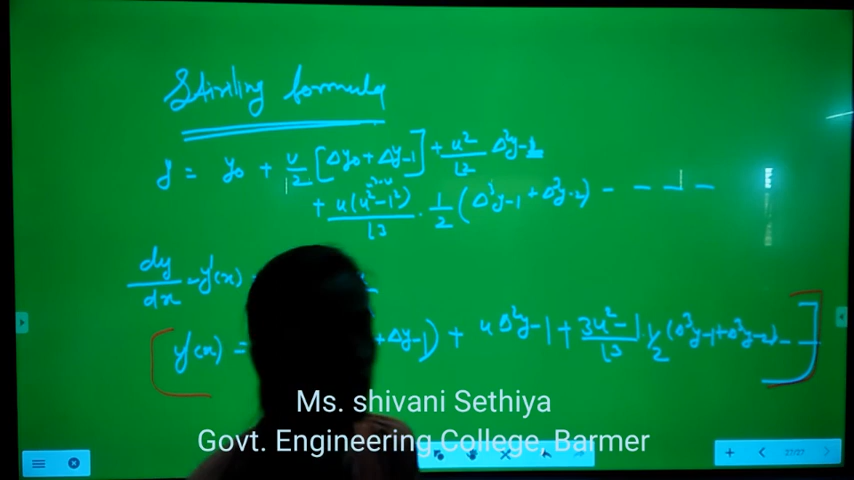 Stirling formula
y = y₀ + u/2 [Δy₀ + Δy-1] + u²/L2 Δ²y-1
+ u(u²-1²)/L3 · 1/2 (Δ³y-1 + Δ³y-2) - - - -
dy/dx = y'(x) =
y'(x) = +Δy-1) + uΔ²y-1 + 3u²-1/L3 1/2 (Δ³y-1+Δ³y-2) - -
Ms. shivani Sethiya
Govt. Engineering College, Barmer
27/27